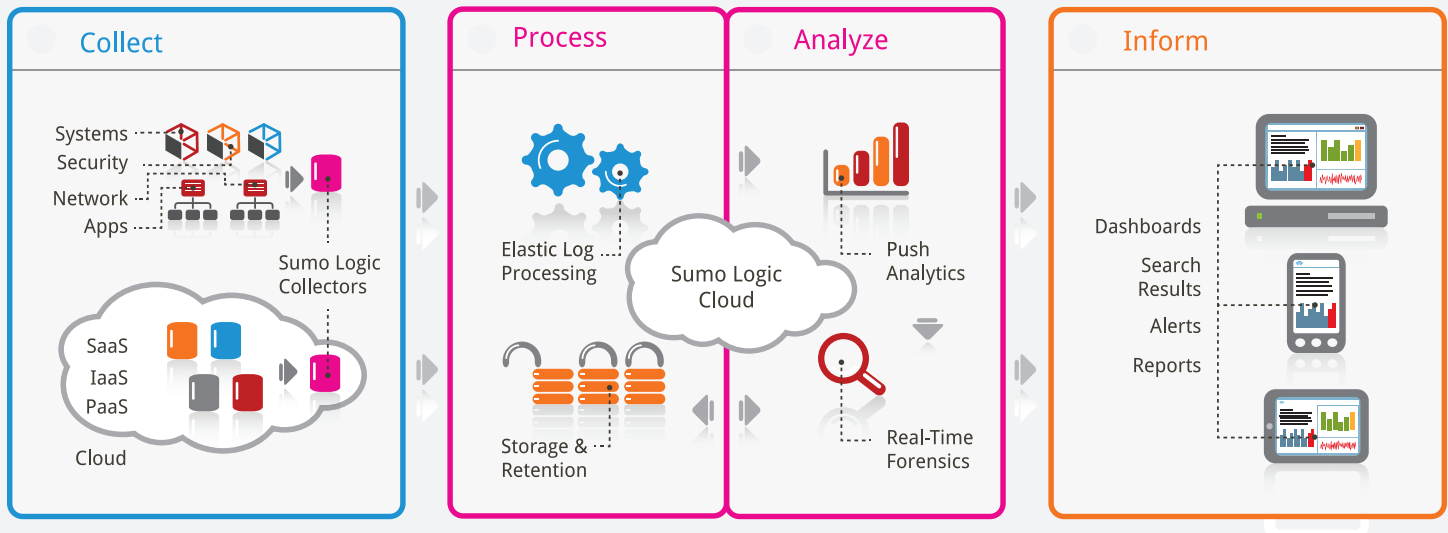 Collect
Systems
Security
Network
Apps
Sumo Logic
Collectors
SaaS
IaaS
PaaS
Cloud
Process
Elastic Log
Processing
Storage &
Retention
Sumo Logic
Cloud
Analyze
Push
Analytics
Real-Time
Forensics
Inform
Dashboards
Search
Results
Alerts
Reports